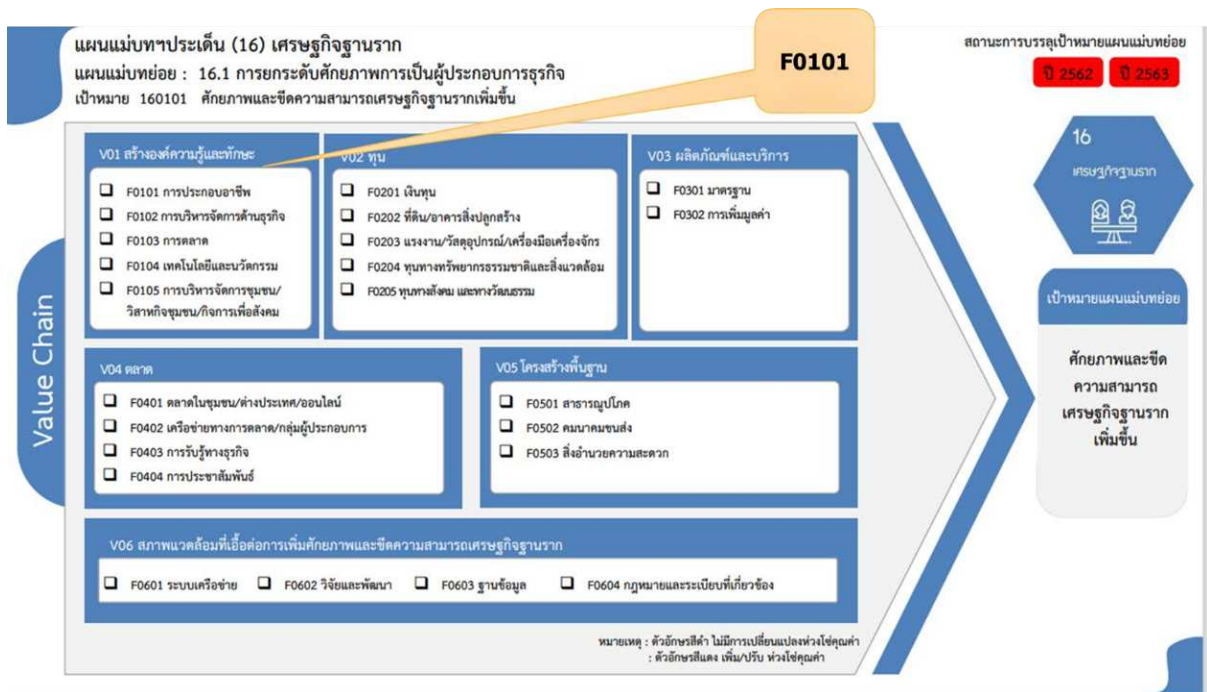 แผนแม่บทฯประเด็น (16) เศรษฐกิจฐานราก
แผนแม่บทย่อย : 16.1 การยกระดับศักยภาพการเป็นผู้ประกอบการธุรกิจ
เป้าหมาย 160101 ศักยภาพและขีดความสามารถเศรษฐกิจฐานรากเพิ่มขึ้น
F0101
สถานะการบรรลุเป้าหมายแผนแม่บทย่อย
ปี 2562 ปี 2563
Value Chain
V01 สร้างองค์ความรู้และทักษะ
F0101 การประกอบอาชีพ
F0102 การบริหารจัดการด้านธุรกิจ
F0103 การตลาด
F0104 เทคโนโลยีและนวัตกรรม
F0105 การบริหารจัดการชุมชน/
วิสาหกิจชุมชน/กิจการเพื่อสังคม
V02 ทุน
F0201 เงินทุน
F0202 ที่ดิน/อาคารสิ่งปลูกสร้าง
F0203 แรงงาน/วัสดุอุปกรณ์/เครื่องมือเครื่องจักร
F0204 ทุนทางทรัพยากรธรรมชาติและสิ่งแวดล้อม
F0205 ทุนทางสังคม และทางวัฒนธรรม
V03 ผลิตภัณฑ์และบริการ
F0301 มาตรฐาน
F0302 การเพิ่มมูลค่า
V04 ตลาด
F0401 ตลาดในชุมชน/ต่างประเทศ/ออนไลน์
F0402 เครือข่ายทางการตลาด/กลุ่มผู้ประกอบการ
F0403 การรับรู้ทางธุรกิจ
F0404 การประชาสัมพันธ์
V05 โครงสร้างพื้นฐาน
F0501 สาธารณูปโภค
F0502 คมนาคมขนส่ง
F0503 สิ่งอำนวยความสะดวก
V06 สภาพแวดล้อมที่เอื้อต่อการเพิ่มศักยภาพและขีดความสามารถเศรษฐกิจฐานราก
F0601 ระบบเครือข่าย F0602 วิจัยและพัฒนา F0603 ฐานข้อมูล F0604 กฎหมายและระเบียบที่เกี่ยวข้อง
หมายเหตุ : ตัวอักษรสีดำ ไม่มีการเปลี่ยนแปลงห่วงโซ่คุณค่า
: ตัวอักษรสีแดง เพิ่ม/ปรับ ห่วงโซ่คุณค่า
16
เศรษฐกิจฐานราก
เป้าหมายแผนแม่บทย่อย
ศักยภาพและขีด
ความสามารถ
เศรษฐกิจฐานราก
เพิ่มขึ้น